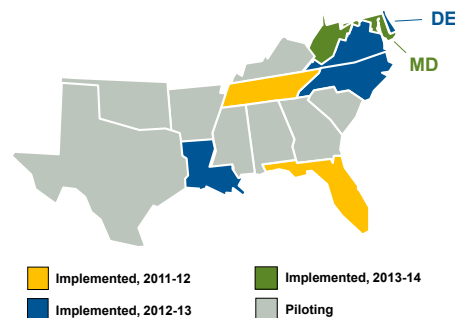 DE
MD
Implemented, 2011-12
Implemented, 2013-14
Implemented, 2012-13
Piloting